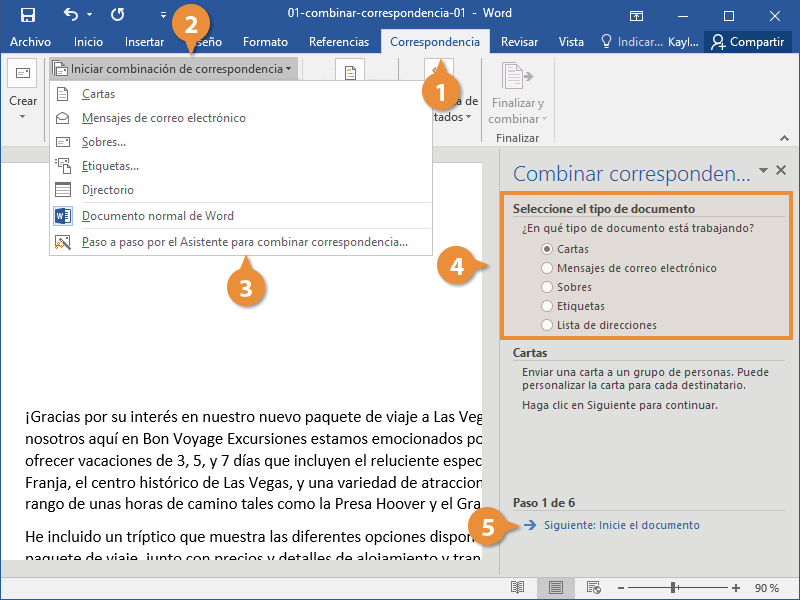 01-combinar-correspondencia-01 - Word
Archivo Inicio Insertar Diseño Formato Referencias Correspondencia Revisar Vista Indicar... Kayl... Compartir
2
1
Crear
Iniciar combinación de correspondencia
Cartas
Mensajes de correo electrónico
Sobres...
Etiquetas...
Directorio
Documento normal de Word
Paso a paso por el Asistente para combinar correspondencia...
3
a de
tados
Finalizar y
combinar
Finalizar
Combinar corresponden...
Seleccione el tipo de documento
¿En qué tipo de documento está trabajando?
Cartas
Mensajes de correo electrónico
Sobres
Etiquetas
Lista de direcciones
4
Cartas
Enviar una carta a un grupo de personas. Puede
personalizar la carta para cada destinatario.
Haga clic en Siguiente para continuar.
Paso 1 de 6
5
Siguiente: Inicie el documento
¡Gracias por su interés en nuestro nuevo paquete de viaje a Las Veg
nosotros aquí en Bon Voyage Excursiones estamos emocionados po
ofrecer vacaciones de 3, 5, y 7 días que incluyen el reluciente espec
Franja, el centro histórico de Las Vegas, y una variedad de atraccion
rango de unas horas de camino tales como la Presa Hoover y el Gra
He incluido un tríptico que muestra las diferentes opciones dispon
paquete de viaje, junto con precios y detalles de alojamiento y tran
90 %